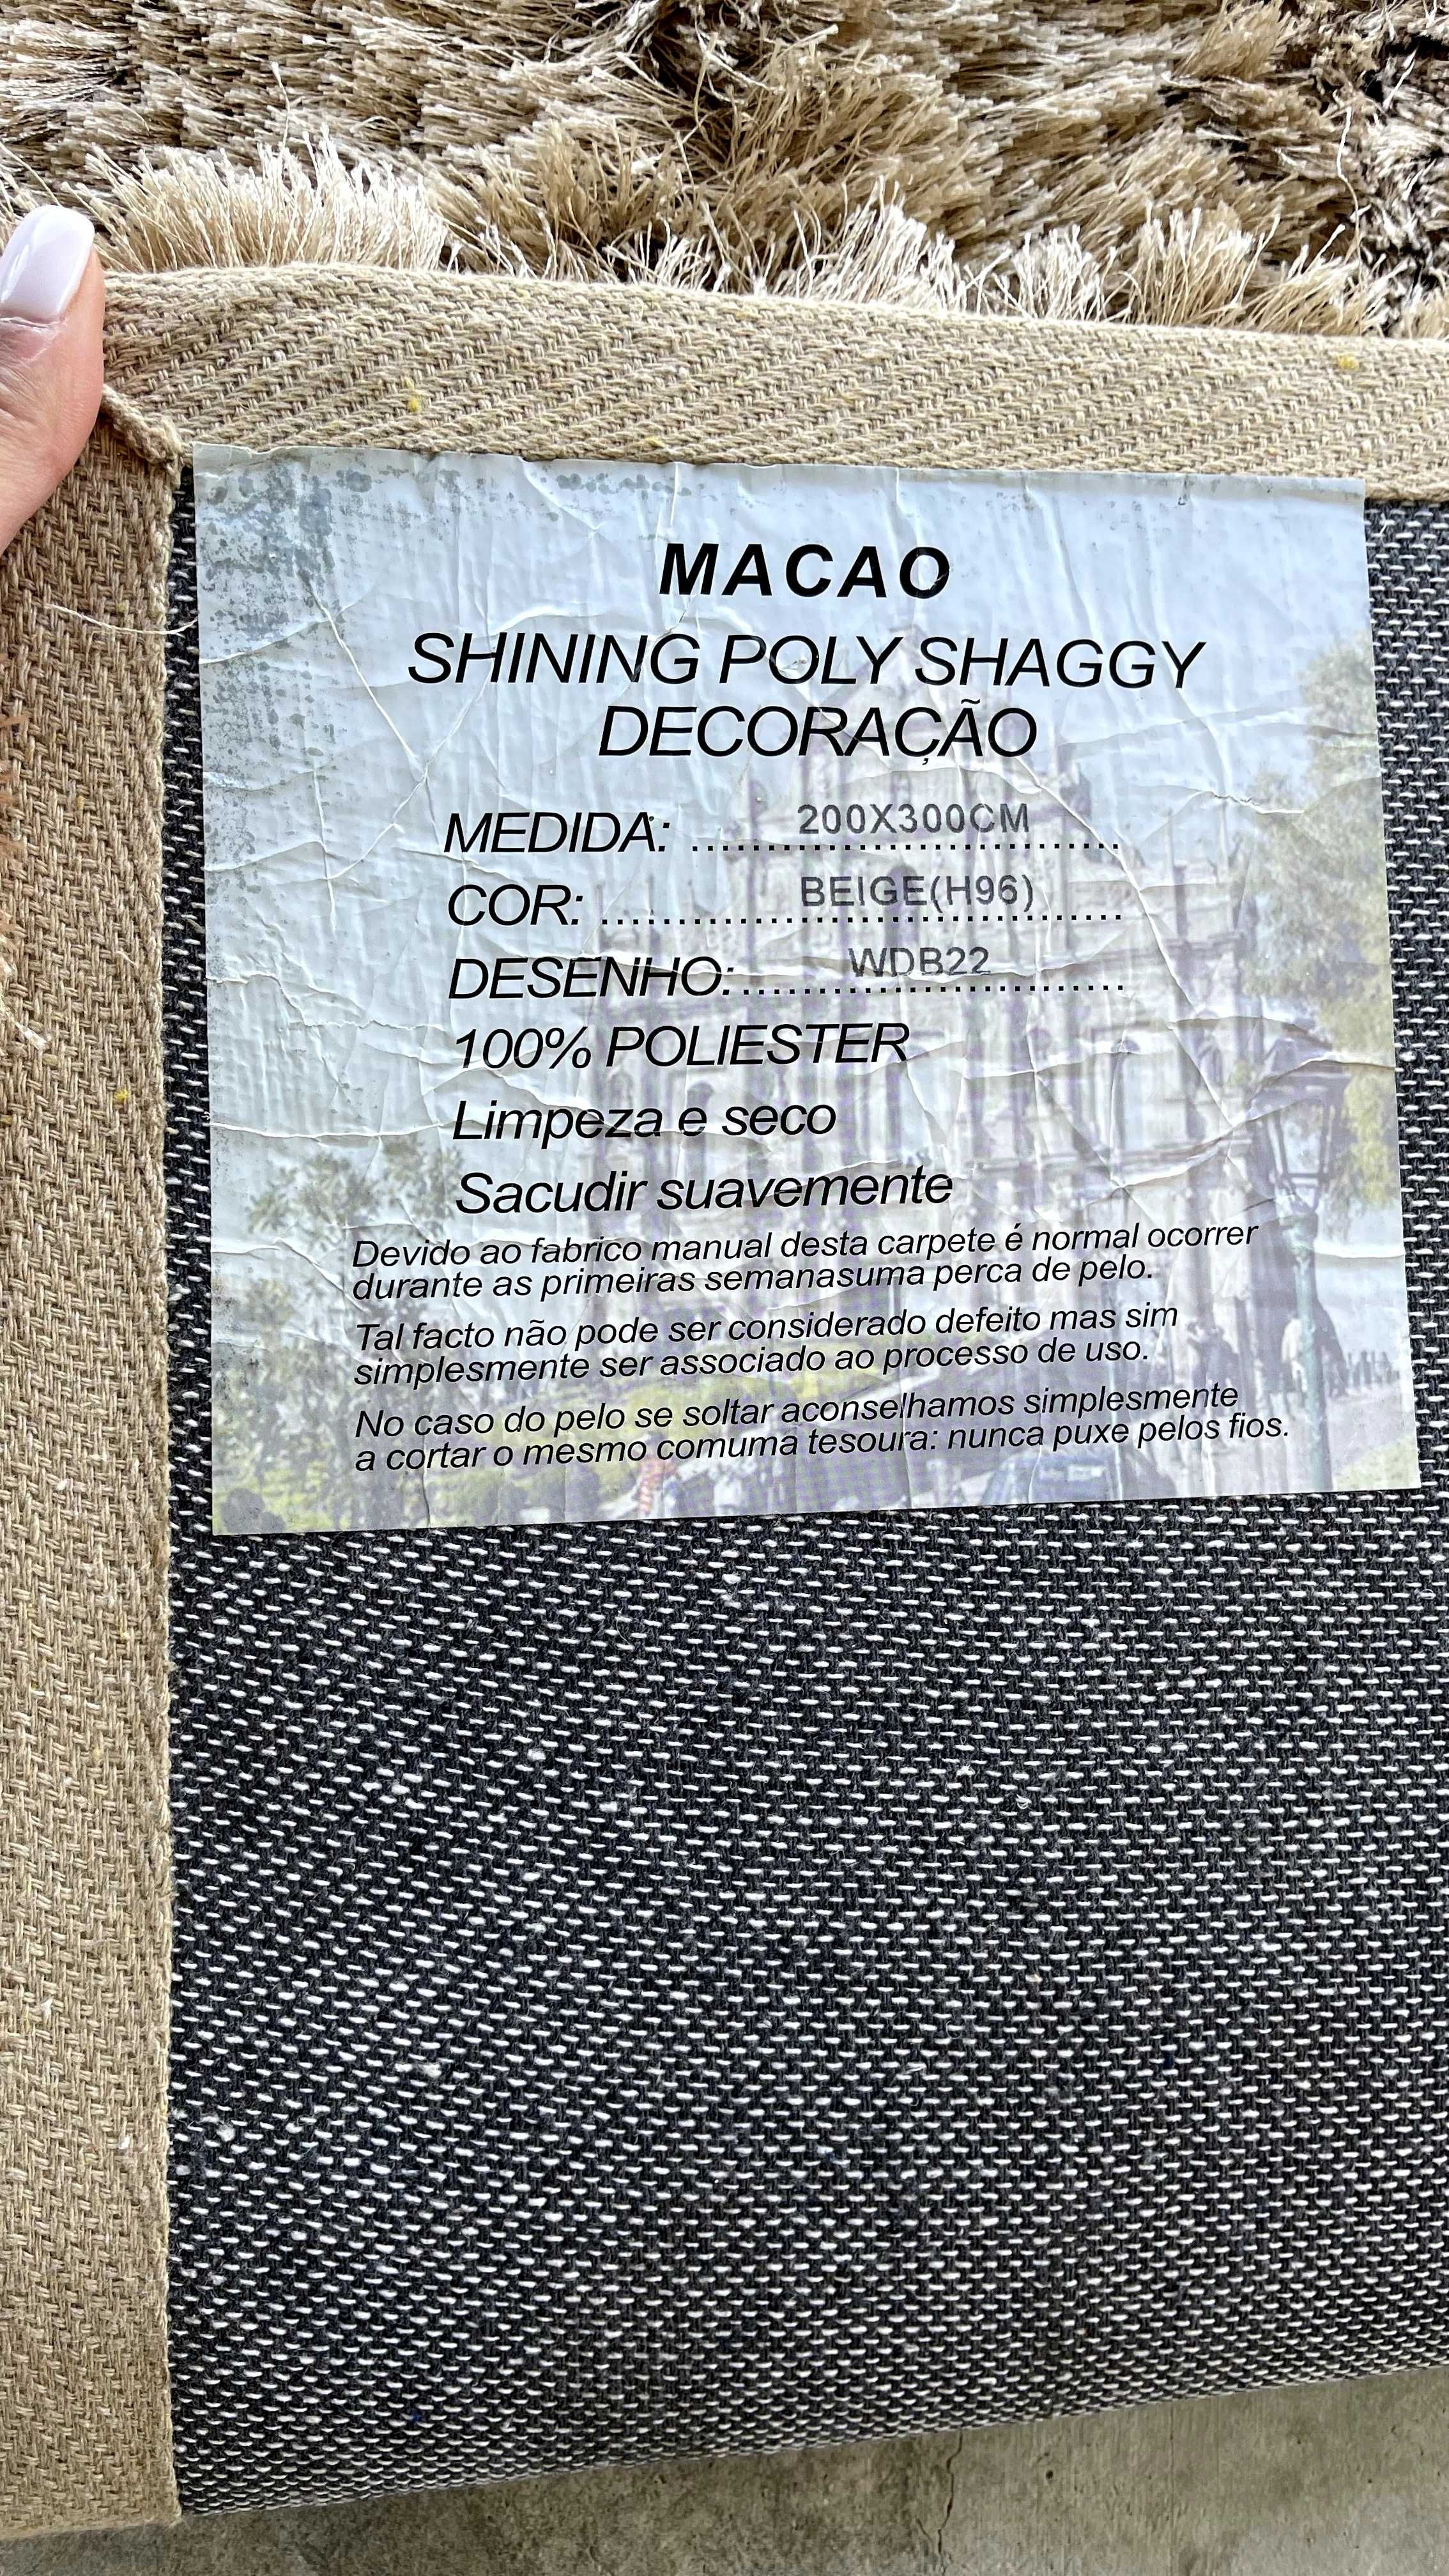 MACAO
SHINING POLY SHAGGY
DECORAÇÃO
MEDIDA: 200X300CM
COR: BEIGE(H96)
DESENHO: WDB22
100% POLIESTER
Limpeza e seco
Sacudir suavemente
Devido ao fabrico manual desta carpete é normal ocorrer
durante as primeiras semanasuma perca de pelo.
Tal facto não pode ser considerado defeito mas sim
simplesmente ser associado ao processo de uso.
No caso do pelo se soltar aconselhamos simplesmente
a cortar o mesmo comuma tesoura: nunca puxe pelos fios.